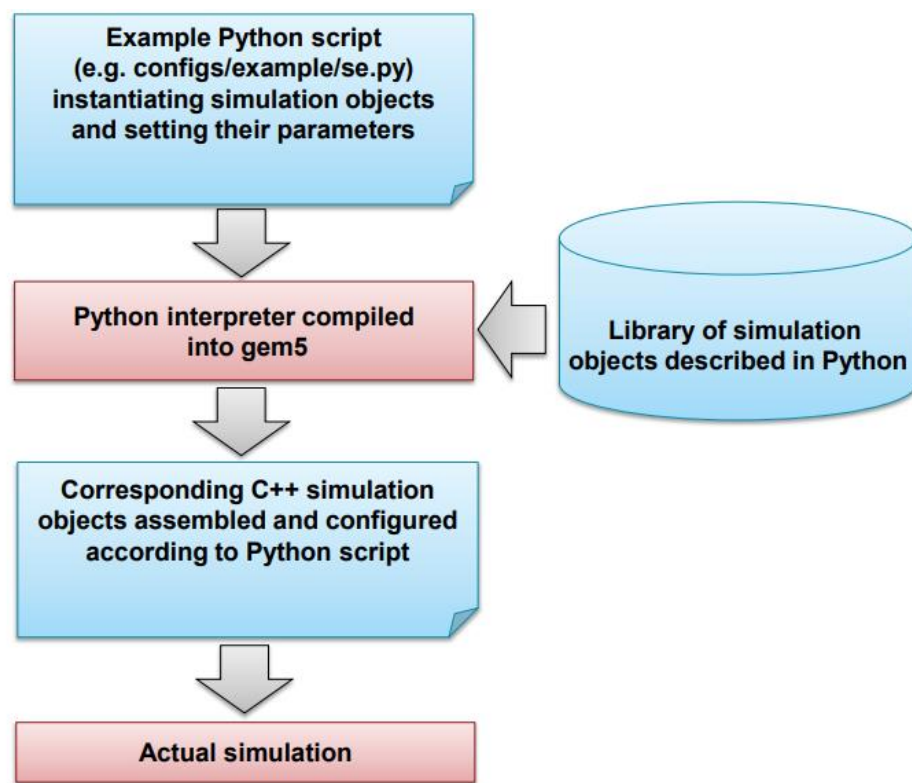 Example Python script
(e.g. configs/example/se.py)
instantiating simulation objects
and setting their parameters
Python interpreter compiled
into gem5
Library of simulation
objects described in Python
Corresponding C++ simulation
objects assembled and configured
according to Python script
Actual simulation